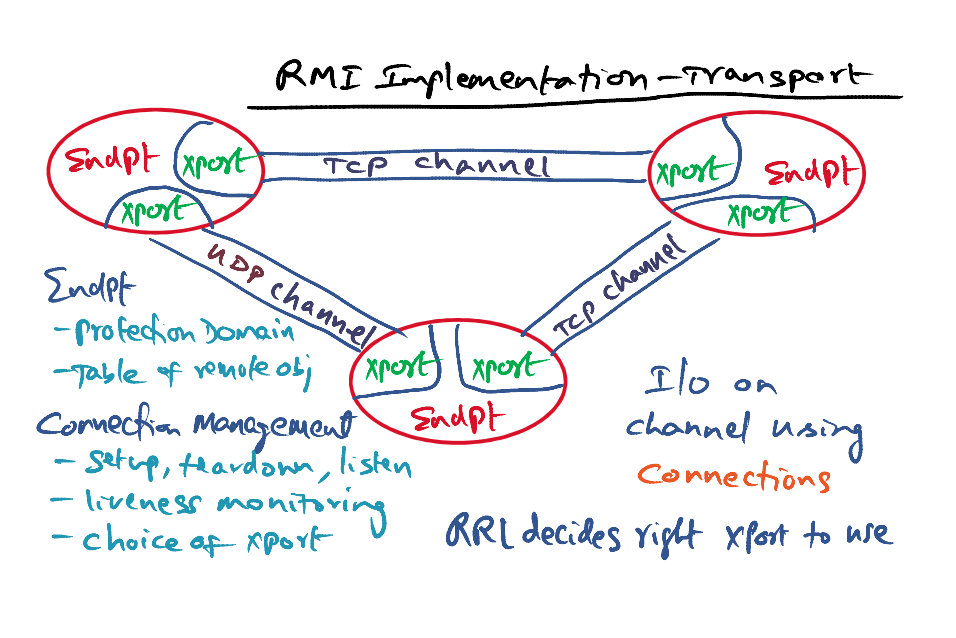 RMI Implementation - Transport
Endpt
xport
TCP channel
xport
Endpt
xport
xport
UDP channel
TCP channel
xport
xport
Endpt
Endpt
- Protection Domain
- Table of remote obj
Connection Management
- setup, teardown, listen
- liveness monitoring
- choice of xport
I/o on
channel using
connections
RRL decides right xport to use